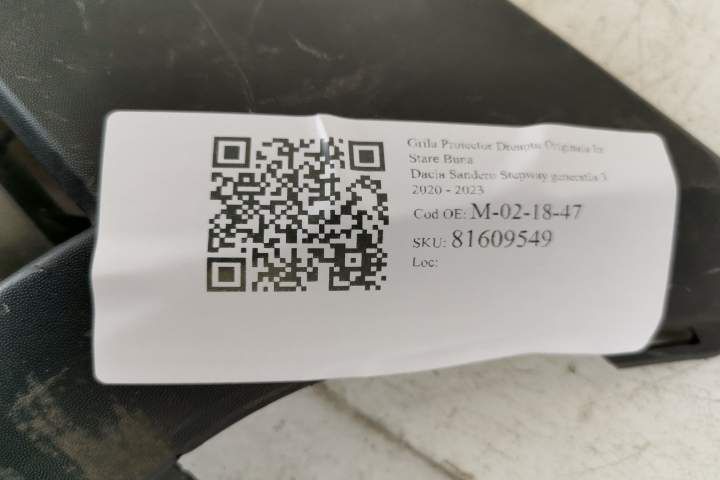 Grila Proiector Dreapta Originala In
Stare Buna
Dacia Sandero Stepway generatia 3
2020 - 2023
Cod OE: M-02-18-47
SKU: 81609549
Loc: